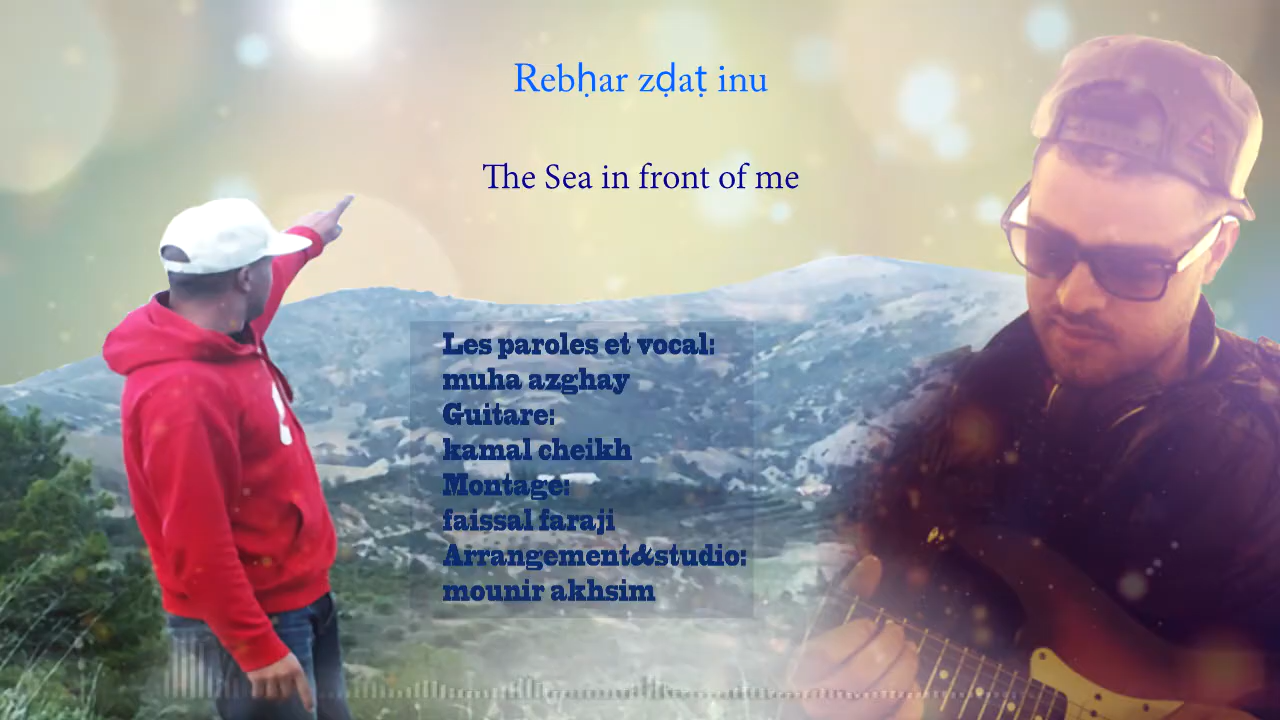 Rebḥar zḍaṭ inu
The Sea in front of me
Les paroles et vocal:
muha azghay
Guitare:
kamal cheikh
Montage:
faissal faraji
Arrangement&studio:
mounir akhsim